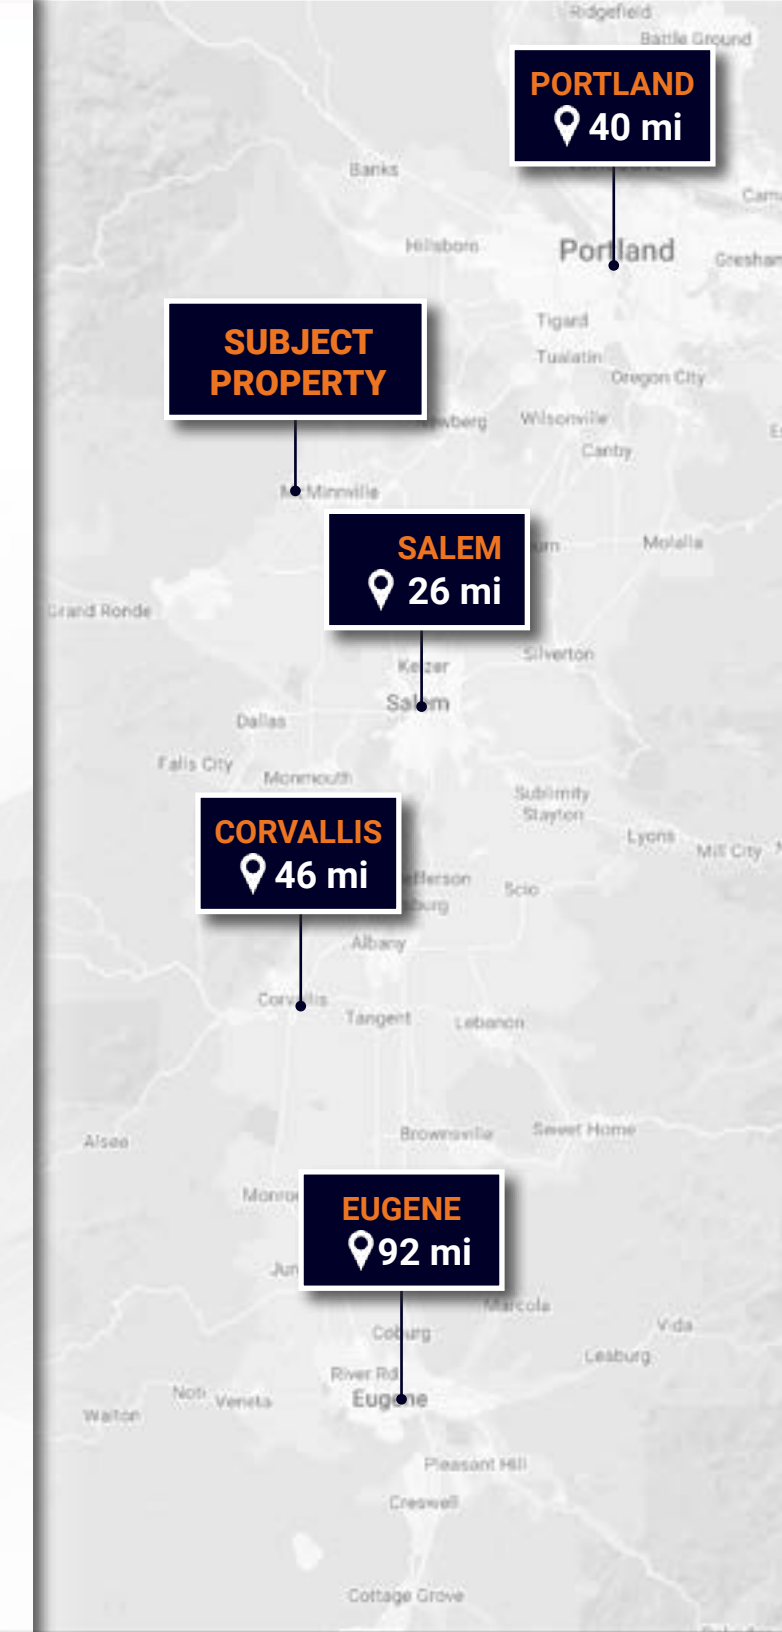 Ridgefield
Battle Ground
PORTLAND
40 mi
Banks
Hillsboro
Portland
Tigard
SUBJECT
PROPERTY
Tualatin
Oregon City
Wilsonville
Canby
McMinnville
SALEM
26 mi
Molalla
Grand Ronde
Keizer
Silverton
Salem
Dallas
Falls City
Monmouth
Sublimity
Stayton
CORVALLIS
46 mi
Lyons
Mill City
Scio
Albany
Corvallis
Tangent
Lebanon
Brownsville
Sweet Home
Alsea
EUGENE
92 mi
Marcola
Coburg
Vida
Leaburg
River Rd
Noti
Veneta
Eugene
Walton
Pleasant Hill
Creswell
Cottage Grove